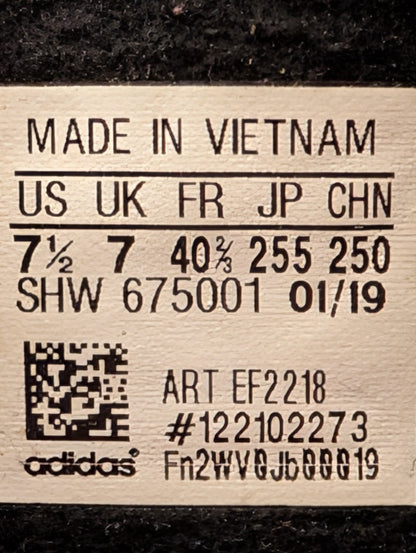 MADE IN VIETNAM
US UK FR JP CHN
7½ 7 40⅔ 255 250
SHW 675001 01/19
ART EF2218
#122102273
adidas® Fn2WV0Jb00019